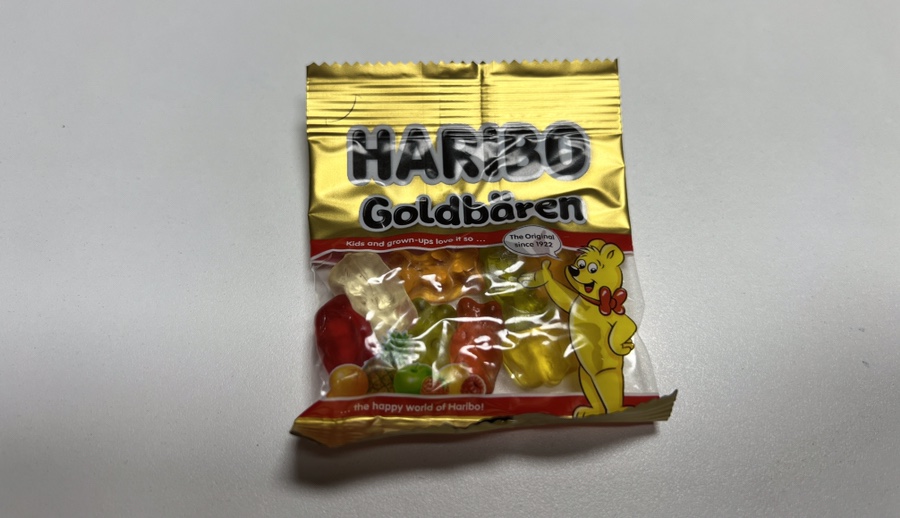 HARIBO
Goldbären
Kids and grown-ups love it so ...
The Original
since 1922
... the happy world of Haribo!